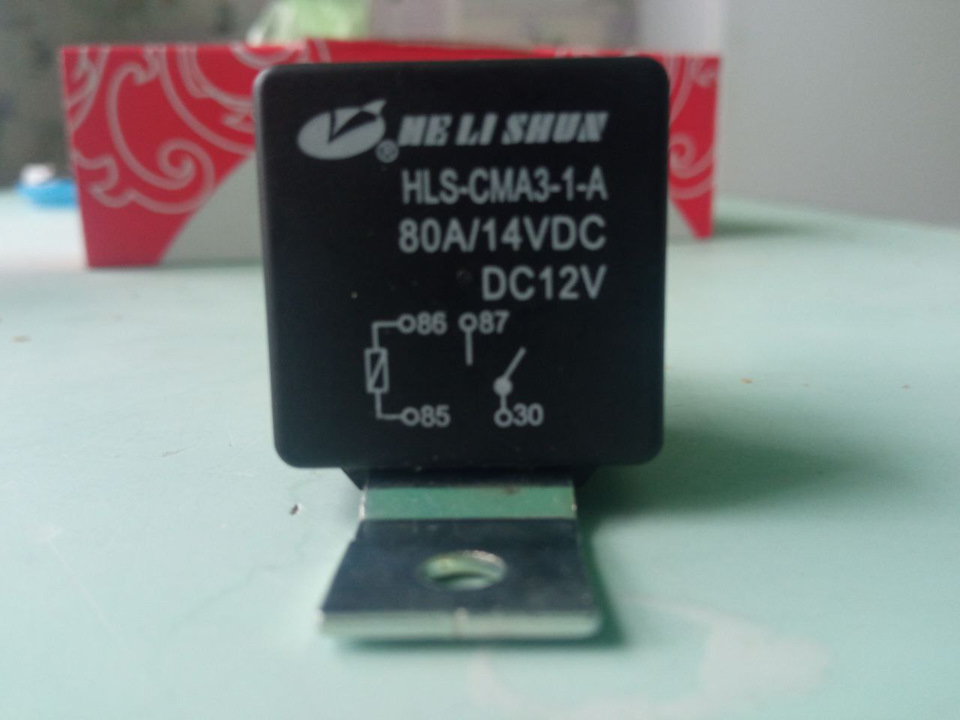 ® HE LI SHUN
HLS-CMA3-1-A
80A/14VDC
DC12V
86 87
85 30